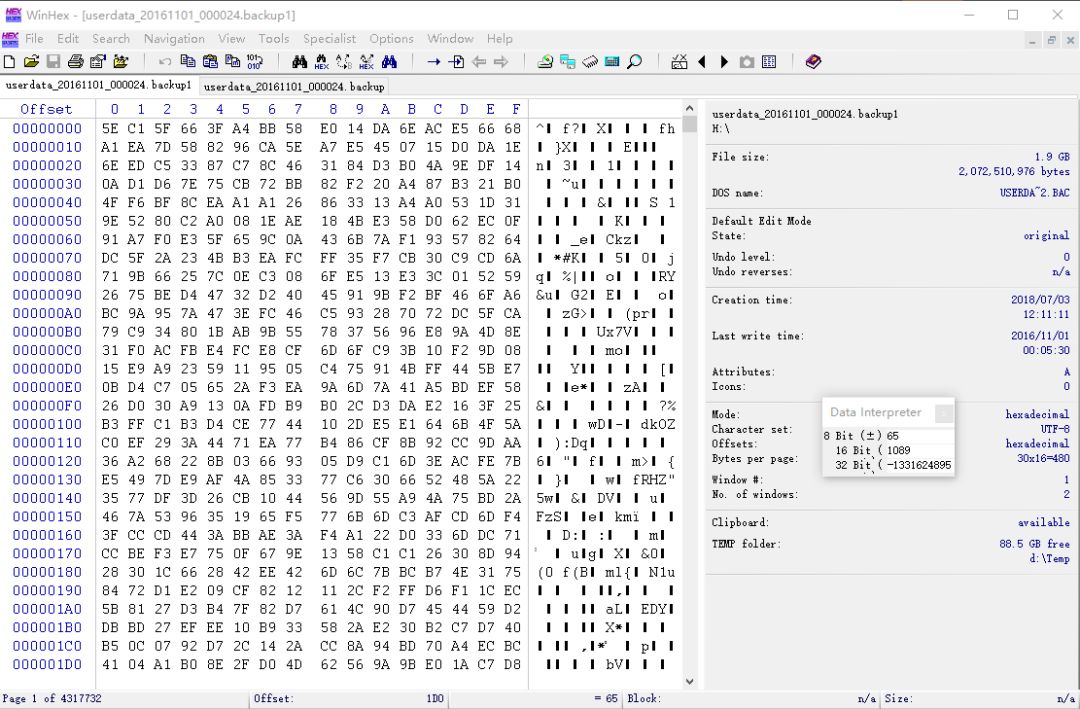 WinHex - [userdata_20161101_000024.backup1]
File Edit Search Navigation View Tools Specialist Options Window Help
userdata_20161101_000024.backup1 userdata_20161101_000024.backup
Offset 0 1 2 3 4 5 6 7 8 9 A B C D E F
00000000 5E C1 5F 66 3F A4 BB 58 E0 14 DA 6E AC E5 66 68
00000010 A1 EA 7D 58 82 96 CA 5E A7 E5 45 07 15 D0 DA 1E
00000020 6E ED C5 33 87 C7 8C 46 31 84 D3 B0 4A 9E DF 14
00000030 0A D1 D6 7E 75 CB 72 BB 82 F2 20 A4 87 B3 21 B0
00000040 4F F6 BF 8C EA A1 A1 26 86 33 13 A4 A0 53 1D 31
00000050 9E 52 80 C2 A0 08 1E AE 18 4B E3 58 D0 62 EC 0F
00000060 91 A7 F0 E3 5F 65 9C 0A 43 6B 7A F1 93 57 82 64
00000070 DC 5F 2A 23 4B B3 EA FC FF 35 F7 CB 30 C9 CD 6A
00000080 71 9B 66 25 7C 0E C3 08 6F E5 13 E3 3C 01 52 59
00000090 26 75 BE D4 47 32 D2 40 45 91 9B F2 BF 46 6F A6
000000A0 BC 9A 95 7A 47 3E FC 46 C5 93 28 70 72 DC 5F CA
000000B0 79 C9 34 80 1B AB 9B 55 78 37 56 96 E8 9A 4D 8E
000000C0 31 F0 AC FB E4 FC E8 CF 6D 6F C9 3B 10 F2 9D 08
000000D0 15 E9 A9 23 59 11 95 05 C4 75 91 4B FF 44 5B E7
000000E0 0B D4 C7 05 65 2A F3 EA 9A 6D 7A 41 A5 BD EF 58
000000F0 26 D0 30 A9 13 0A FD B9 B0 2C D3 DA E2 16 3F 25
00000100 B3 FF C1 B3 D4 CE 77 44 10 2D E5 E1 64 6B 4F 5A
00000110 C0 EF 29 3A 44 71 EA 77 B4 86 CF 8B 92 CC 9D AA
00000120 36 A2 68 22 8B 03 66 93 05 D9 C1 6D 3E AC FE 7B
00000130 E5 49 7D E9 AF 4A 85 33 77 C6 30 66 52 48 5A 22
00000140 35 77 DF 3D 26 CB 10 44 56 9D 55 A9 4A 75 BD 2A
00000150 46 7A 53 96 35 19 65 F5 77 6B 6D C3 AF CD 6D F4
00000160 3F CC CD 44 3A BB AE 3A F4 A1 22 D0 33 6D DC 71
00000170 CC BE F3 E7 75 0F 67 9E 13 58 C1 C1 26 30 8D 94
00000180 28 30 1C 66 28 42 EE 42 6D 6C 7B BC B7 4E 31 75
00000190 84 72 D1 E2 09 CF 82 12 11 2C F2 FF D6 F1 1C EC
000001A0 5B 81 27 D3 B4 7F 82 D7 61 4C 90 D7 45 44 59 D2
000001B0 DB BD 27 EF EE 10 B9 33 58 2A E2 30 B2 C7 D7 40
000001C0 B5 0C 07 92 D7 2C 14 2A CC 8A 94 BD 70 A4 EC BC
000001D0 41 04 A1 B0 8E 2F D0 4D 62 56 9A 9B E0 1A C7 D8
userdata_20161101_000024.backup1
H:\
File size: 1.9 GB
2,072,510,976 bytes
DOS name: USERDA~2.BAC
Default Edit Mode
State: original
Undo level: 0
Undo reverses: n/a
Creation time: 2018/07/03
12:11:11
Last write time: 2016/11/01
00:05:30
Attributes: A
Icons: 0
Mode: hexadecimal
Character set: UTF-8
Offsets: hexadecimal
Bytes per page: 30x16=480
Window #: 1
No. of windows: 2
Clipboard: available
TEMP folder: 88.5 GB free
d:\Temp
Data Interpreter
8 Bit (±) 65
16 Bit ( 1089
32 Bit ( -1331624895
Page 1 of 4317732 Offset: 1D0 = 65 Block: n/a Size: n/a